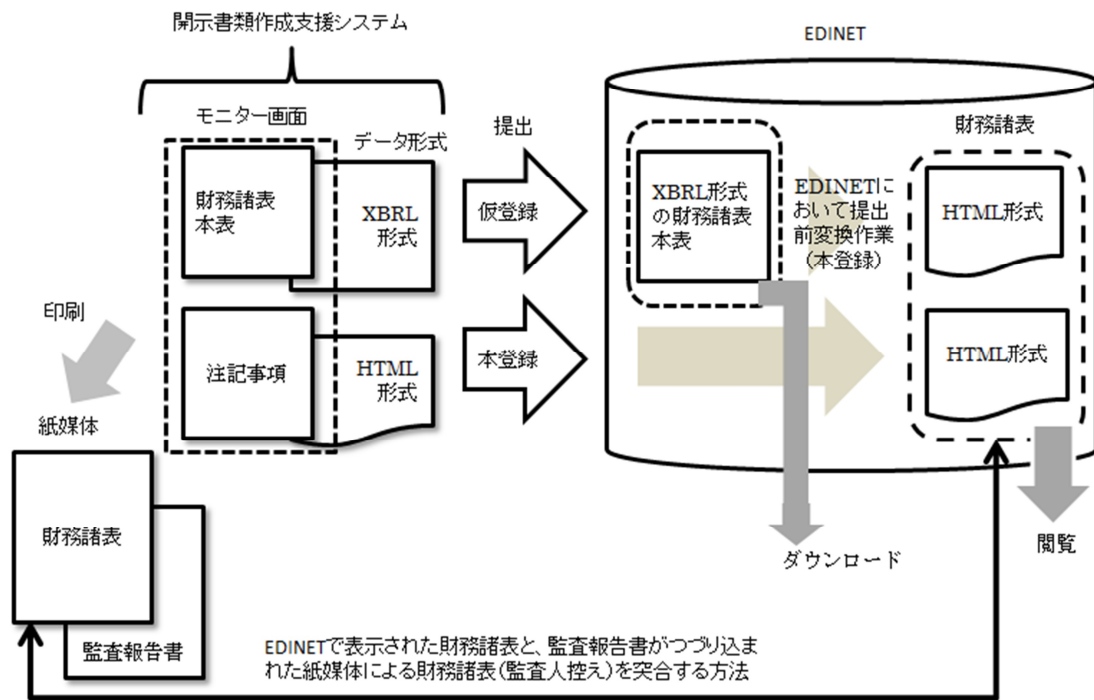 開示書類作成支援システム
EDINET
モニター画面
データ形式
提出
財務諸表
財務諸表
本表
XBRL
形式
仮登録
XBRL形式
の財務諸表
本表
EDINETに
おいて提出
前変換作業
(本登録)
HTML形式
印刷
注記事項
HTML
形式
本登録
HTML形式
紙媒体
財務諸表
監査報告書
ダウンロード
閲覧
EDINETで表示された財務諸表と、監査報告書がつづり込ま
れた紙媒体による財務諸表(監査人控え)を突合する方法